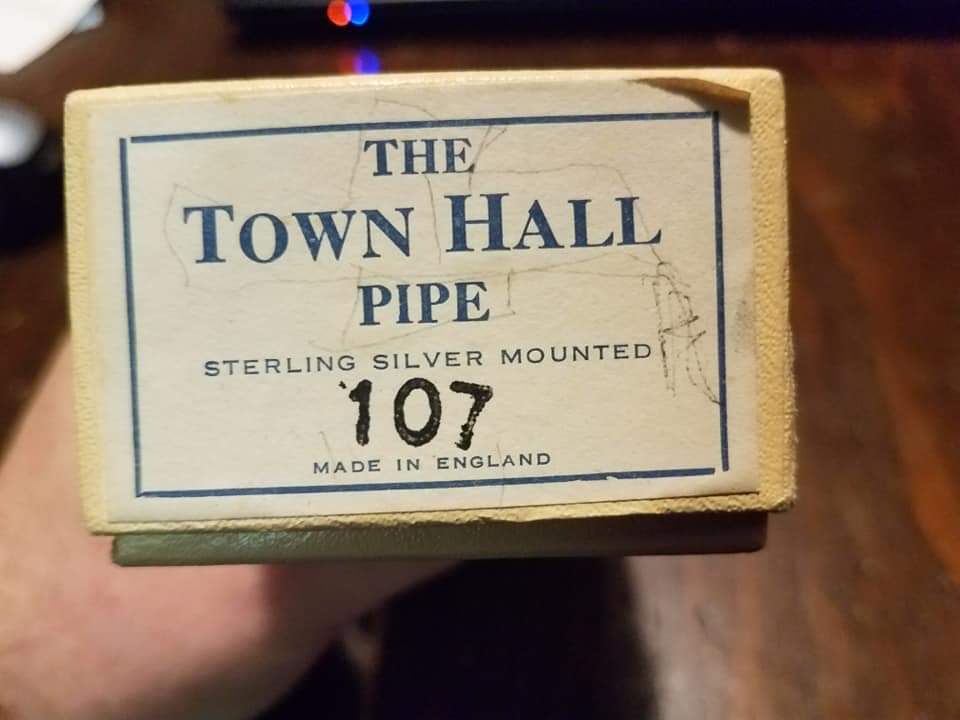 THE
TOWN HALL
PIPE
STERLING SILVER MOUNTED
107
MADE IN ENGLAND